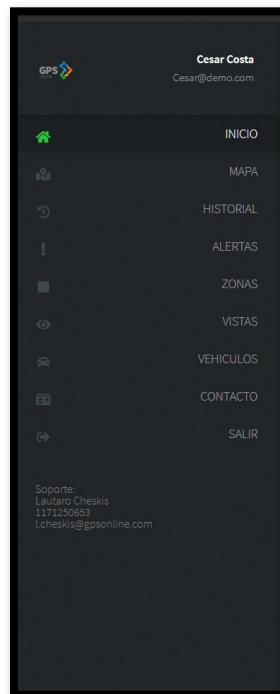 GPS
Cesar Costa
Cesar@demo.com
INICIO
MAPA
HISTORIAL
ALERTAS
ZONAS
VISTAS
VEHICULOS
CONTACTO
SALIR
Soporte:
Lautaro Cheskis
1171250653
l.cheskis@gpsonline.com